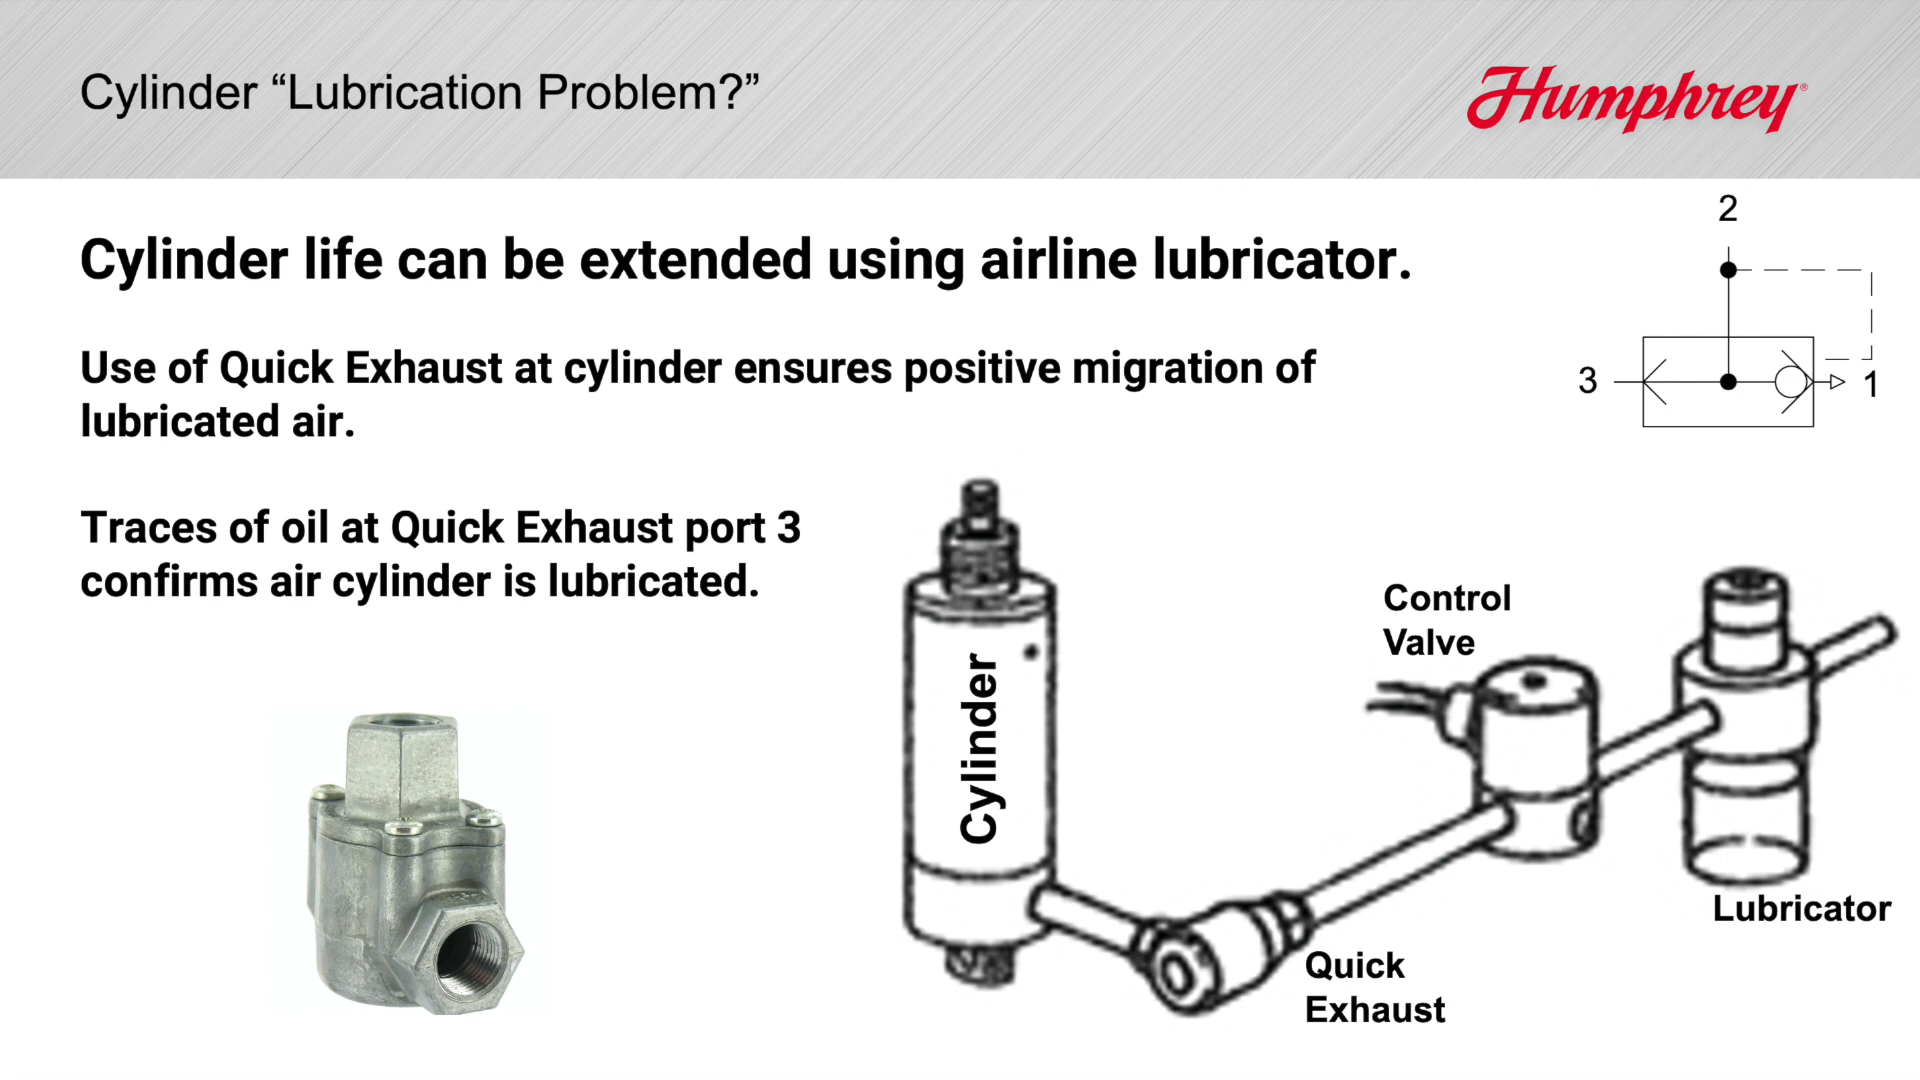 Cylinder “Lubrication Problem?”
Humphrey®
Cylinder life can be extended using airline lubricator.
Use of Quick Exhaust at cylinder ensures positive migration of
lubricated air.
Traces of oil at Quick Exhaust port 3
confirms air cylinder is lubricated.
2
3
1
Cylinder
Control
Valve
Lubricator
Quick
Exhaust